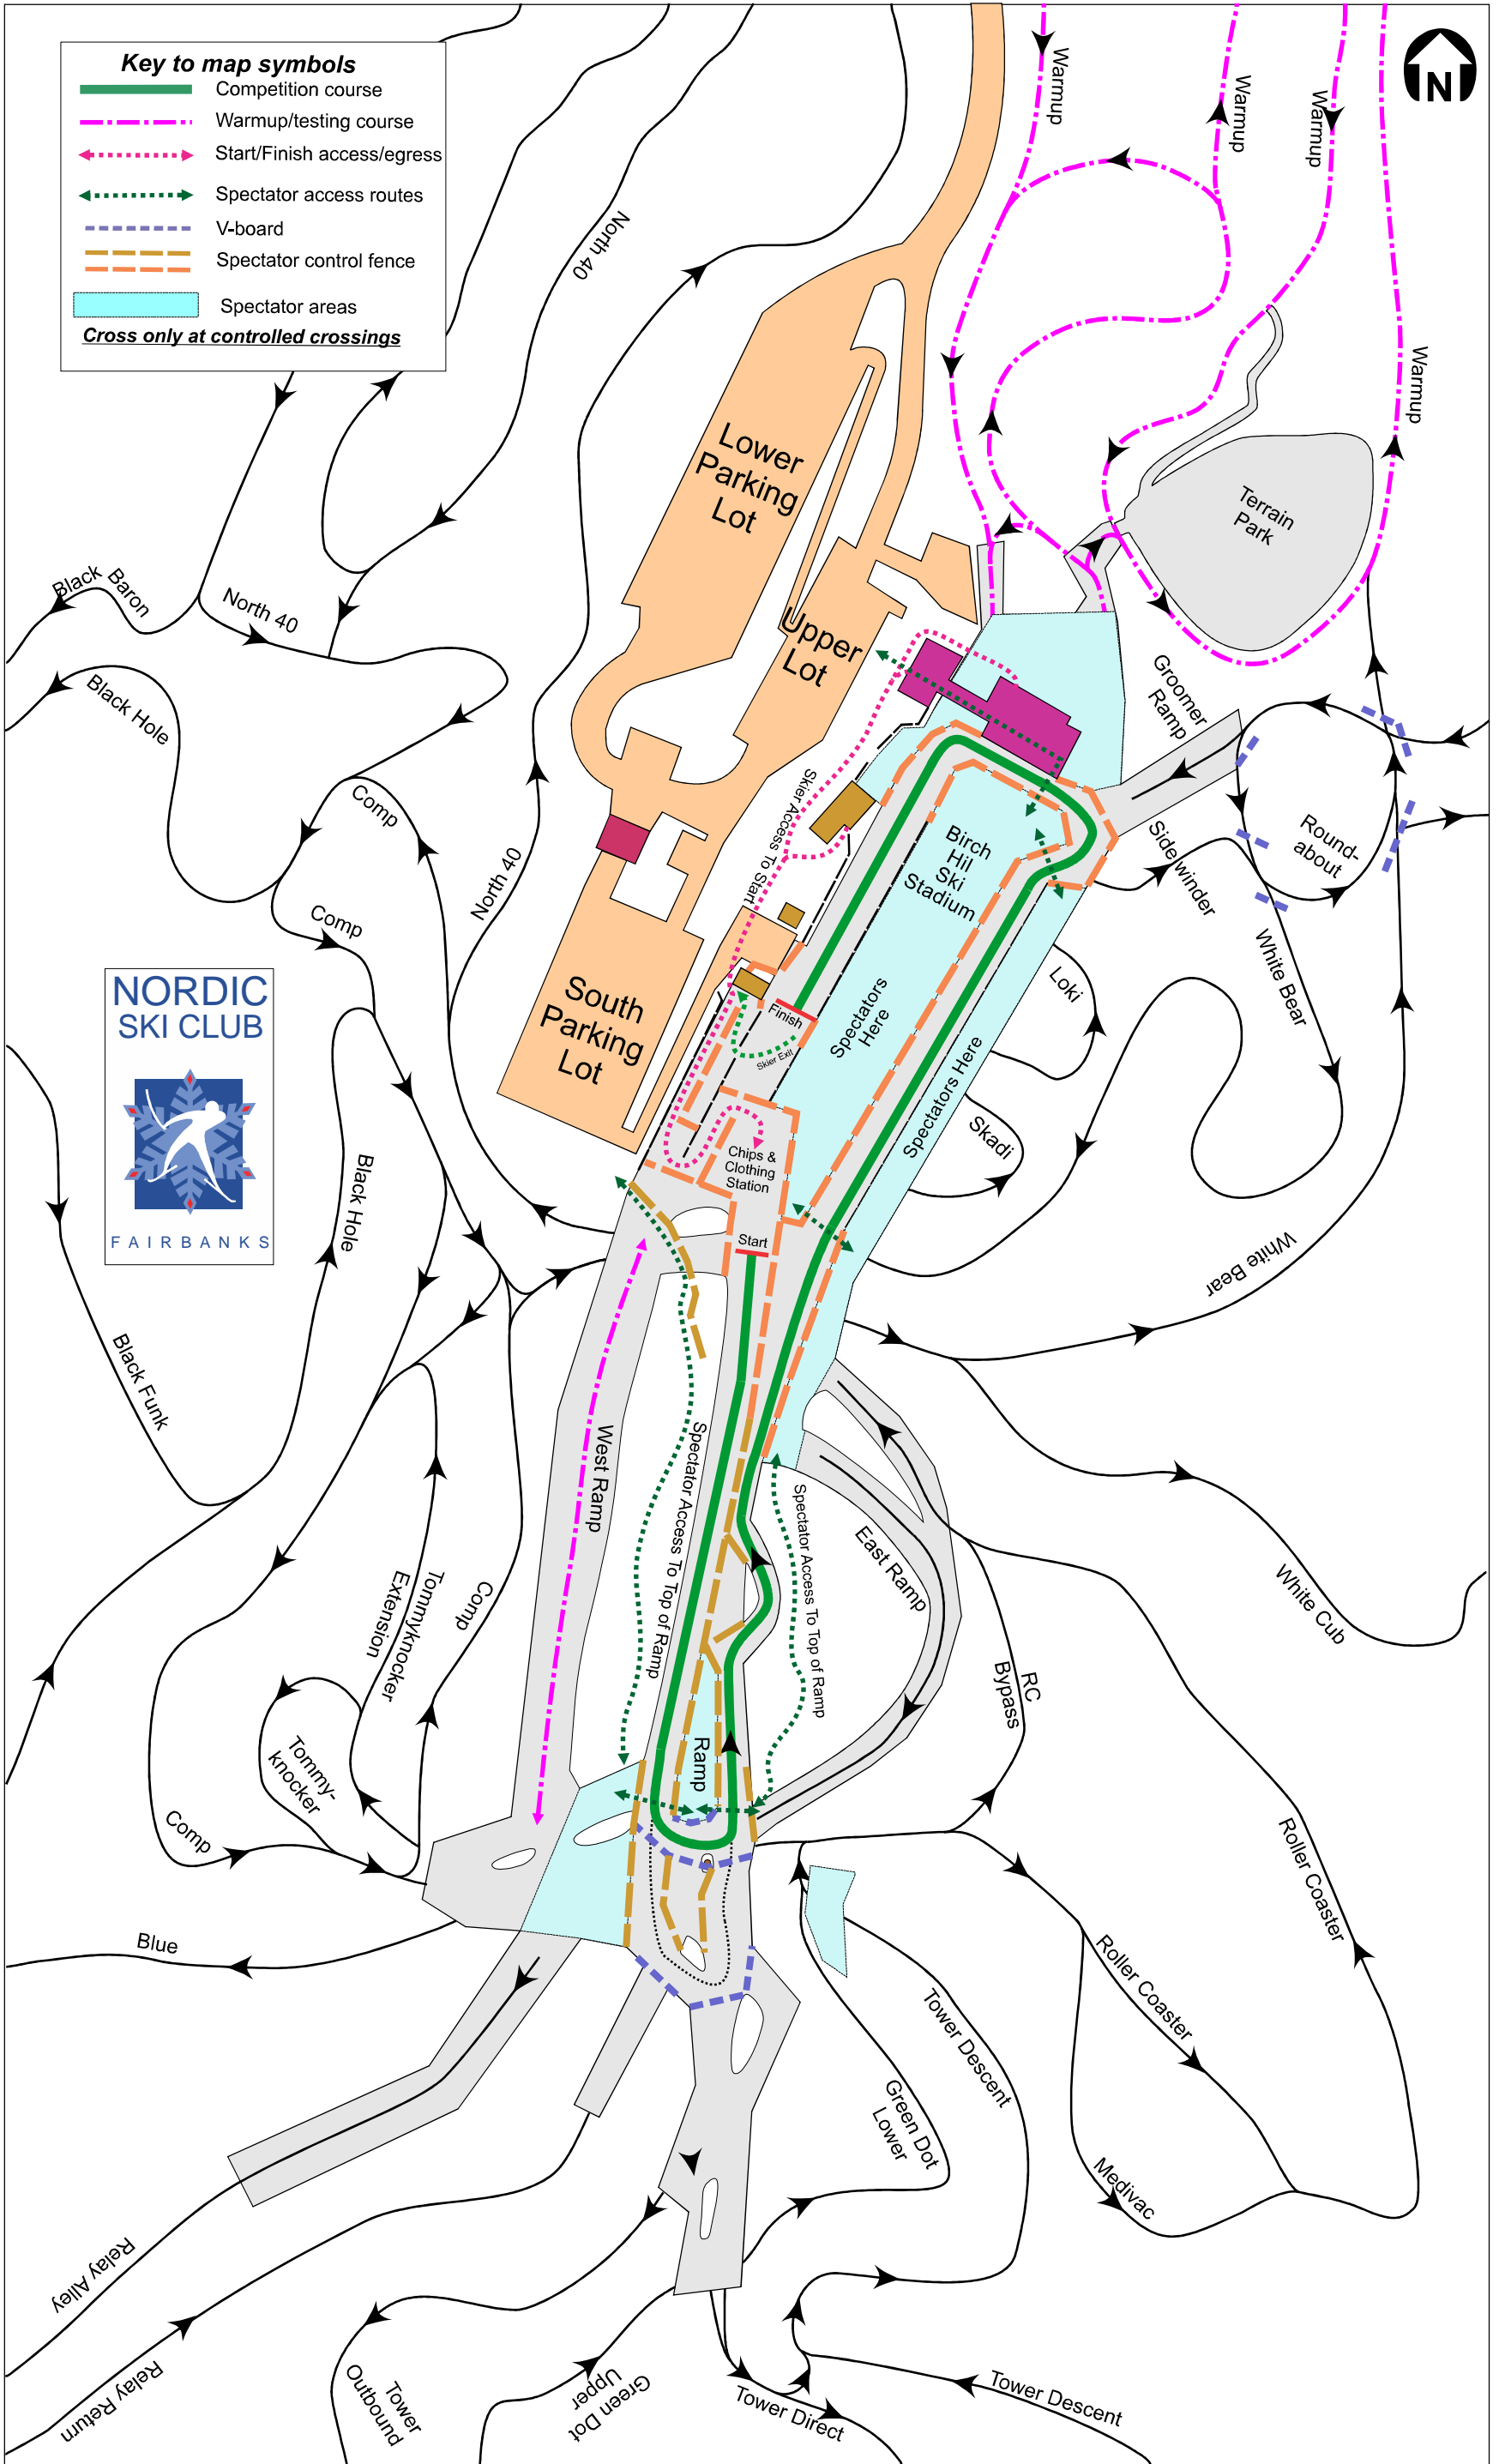 Key to map symbols
Competition course
Warmup/testing course
Start/Finish access/egress
Spectator access routes
V-board
Spectator control fence
Spectator areas
Cross only at controlled crossings
N
Warmup
Warmup
Warmup
Warmup
North 40
Lower
Parking
Lot
Terrain
Park
Black Baron
North 40
Upper
Lot
Black Hole
Groomer
Ramp
Comp
Skier Access To Start
Birch
Hil
Ski
Stadium
Sidewinder
Round-
about
North 40
Comp
White Bear
NORDIC
SKI CLUB
FAIRBANKS
South
Parking
Lot
Finish
Skier Exit
Spectators
Here
Loki
Spectators Here
Skadi
Chips &
Clothing
Station
Start
Black Hole
White Bear
Black Funk
West Ramp
Spectator Access To Top of Ramp
Spectator Access To Top of Ramp
East Ramp
White Cub
Tommyknocker
Extension
Comp
RC
Bypass
Ramp
Tommy-
knocker
Comp
Roller Coaster
Blue
Roller Coaster
Tower Descent
Green Dot
Lower
Medivac
Relay Alley
Relay Return
Tower
Outbound
Green Dot
Upper
Tower Direct
Tower Descent